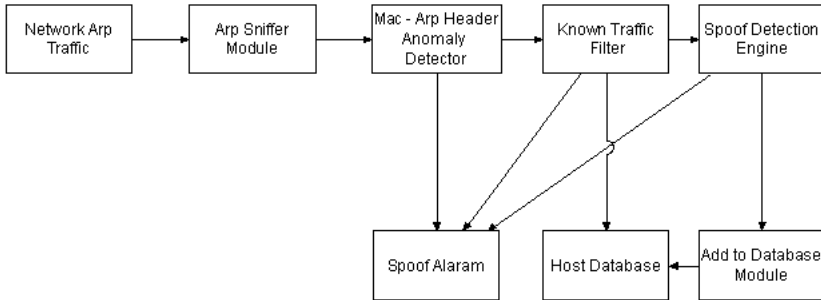 Network Arp
Traffic
Arp Sniffer
Module
Mac - Arp Header
Anomaly
Detector
Known Traffic
Filter
Spoof Detection
Engine
Spoof Alaram
Host Database
Add to Database
Module